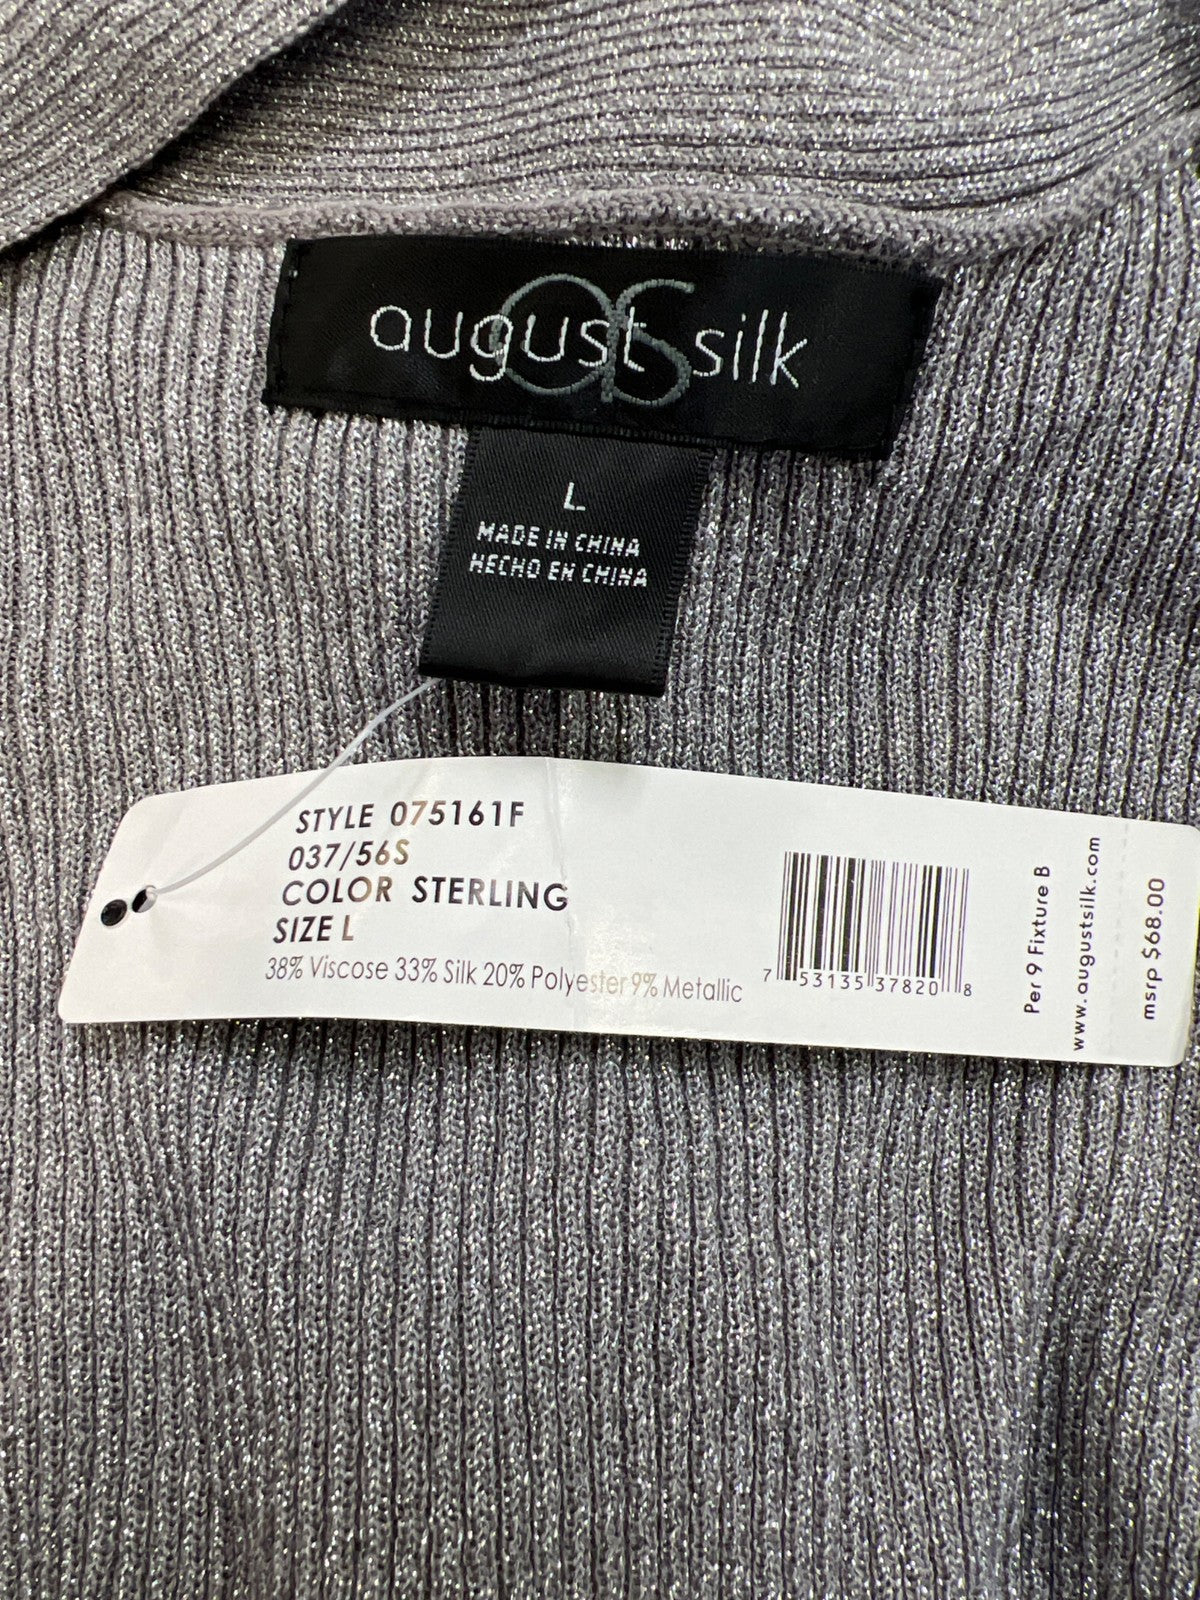 august silk
as
L
MADE IN CHINA
HECHO EN CHINA
STYLE 075161F
037/56S
COLOR STERLING
SIZE L
38% Viscose 33% Silk 20% Polyester 9% Metallic
7 53135 37820 8
Per 9 Fixture B
www.augustsilk.com
msrp $68.00